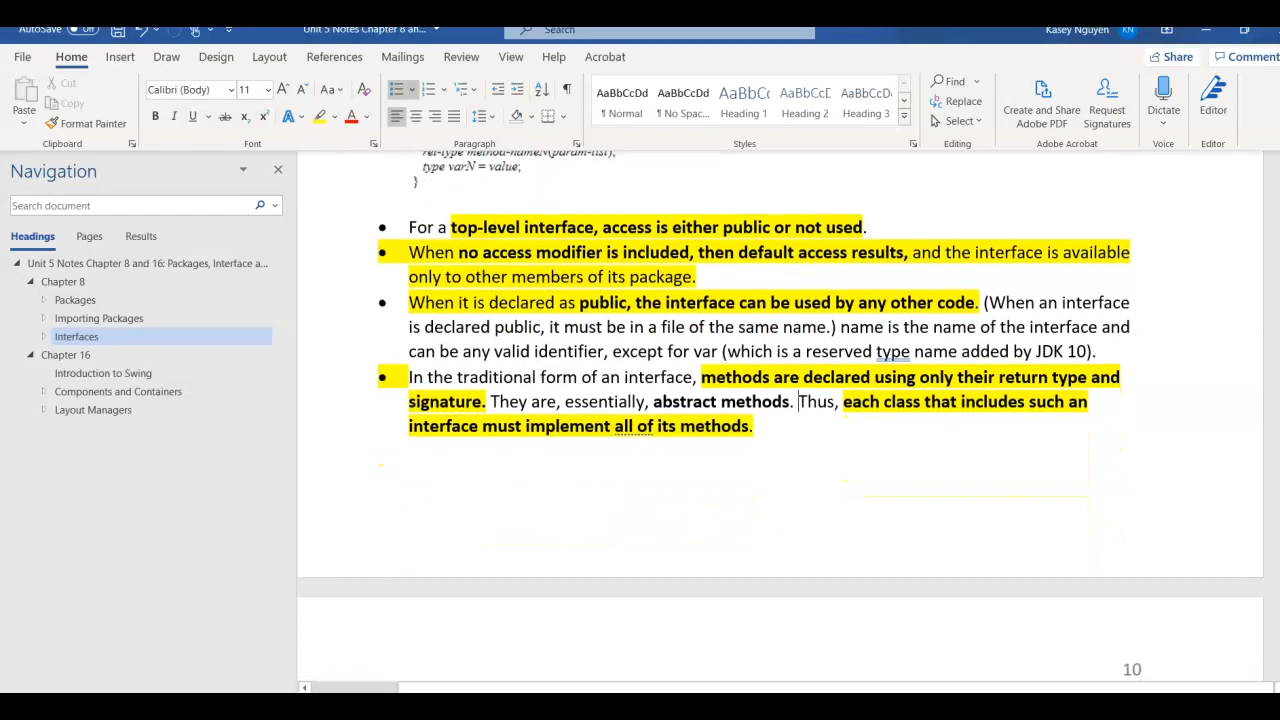 AutoSave Off Unit 5 Notes Chapter 8 an... Search Kasey Nguyen KN
File Home Insert Draw Design Layout References Mailings Review View Help Acrobat Share Comment
Paste Cut Copy Format Painter
Calibri (Body) 11 Aa
B I U ab x₂ x² A A
AaBbCcDd AaBbCcDd AaBbCc AaBbCcD AaBbCcD
¶ Normal ¶ No Spac... Heading 1 Heading 2 Heading 3
Find Replace Select
Create and Share Adobe PDF Request Signatures Dictate Editor
Clipboard Font Paragraph Styles Editing Adobe Acrobat Voice Editor
Navigation
Search document
Headings Pages Results
Unit 5 Notes Chapter 8 and 16: Packages, Interface a...
Chapter 8
Packages
Importing Packages
Interfaces
Chapter 16
Introduction to Swing
Components and Containers
Layout Managers
ret-type method-nameN(param-list);
type varN = value;
}
• For a top-level interface, access is either public or not used.
• When no access modifier is included, then default access results, and the interface is available
only to other members of its package.
• When it is declared as public, the interface can be used by any other code. (When an interface
is declared public, it must be in a file of the same name.) name is the name of the interface and
can be any valid identifier, except for var (which is a reserved type name added by JDK 10).
• In the traditional form of an interface, methods are declared using only their return type and
signature. They are, essentially, abstract methods. Thus, each class that includes such an
interface must implement all of its methods.
10